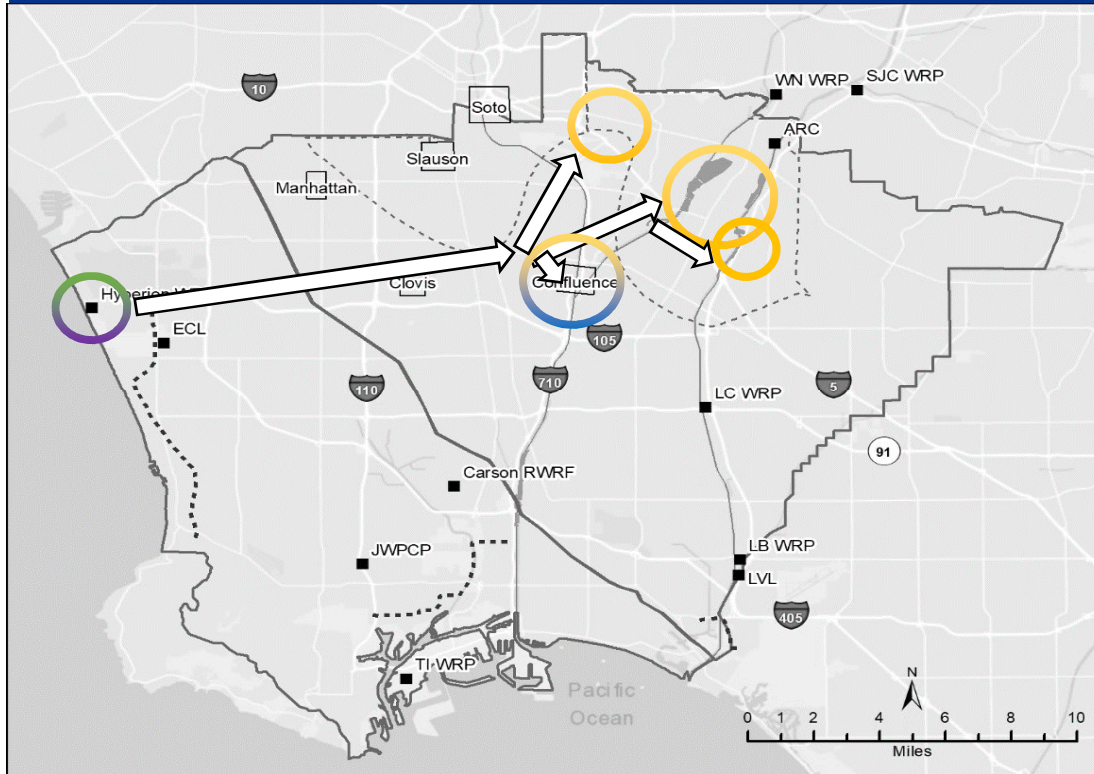 WN WRP
SJC WRP
10
Soto
ARC
Slauson
Manhattan
Clovis
Confluence
Hyperion
ECL
105
710
110
5
LC WRP
91
Carson RWRF
JWPCP
LB WRP
LVL
405
TI WRP
Pacific
Ocean
N
0 1 2 4 6 8 10
Miles